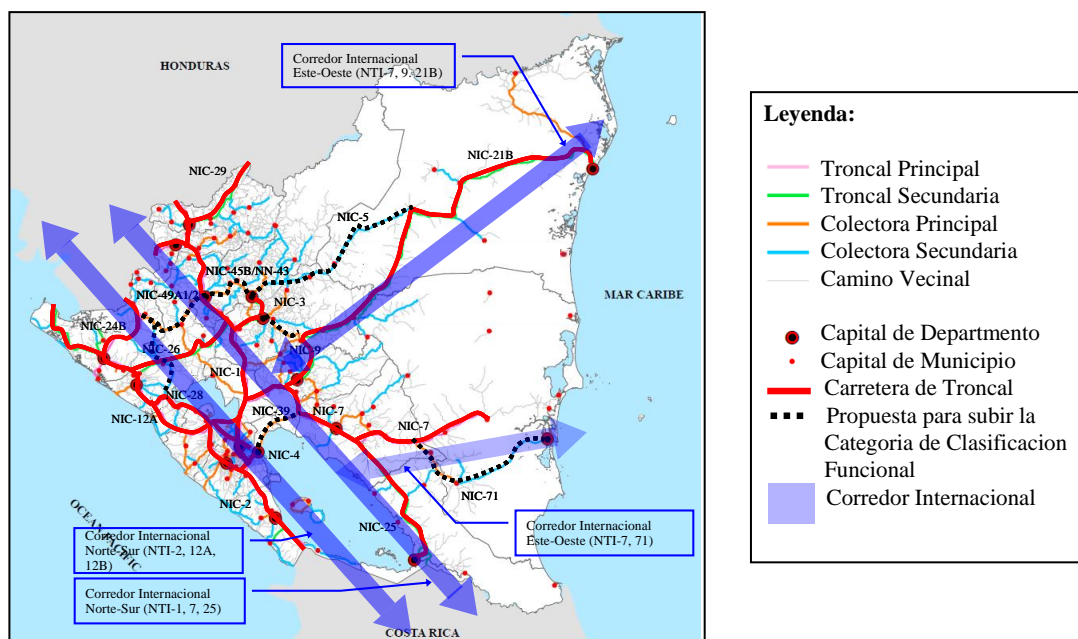 Corredor Internacional
Este-Oeste (NTI-7, 9, 21B)
HONDURAS
NIC-29
NIC-21B
NIC-5
NIC-45B/NN-43
NIC-49A1/2
NIC-3
MAR CARIBE
NIC-24B
NIC-26
NIC-9
NIC-1
NIC-28
NIC-39
NIC-7
NIC-12A
NIC-7
NIC-4
NIC-71
NIC-2
NIC-25
OCEAN PACIFIC
Corredor Internacional
Norte-Sur (NTI-2, 12A,
12B)
Corredor Internacional
Este-Oeste (NTI-7, 71)
Corredor Internacional
Norte-Sur (NTI-1, 7, 25)
COSTA RICA
Leyenda:
Troncal Principal
Troncal Secundaria
Colectora Principal
Colectora Secundaria
Camino Vecinal
Capital de Departmento
Capital de Municipio
Carretera de Troncal
Propuesta para subir la
Categoria de Clasificacion
Funcional
Corredor Internacional